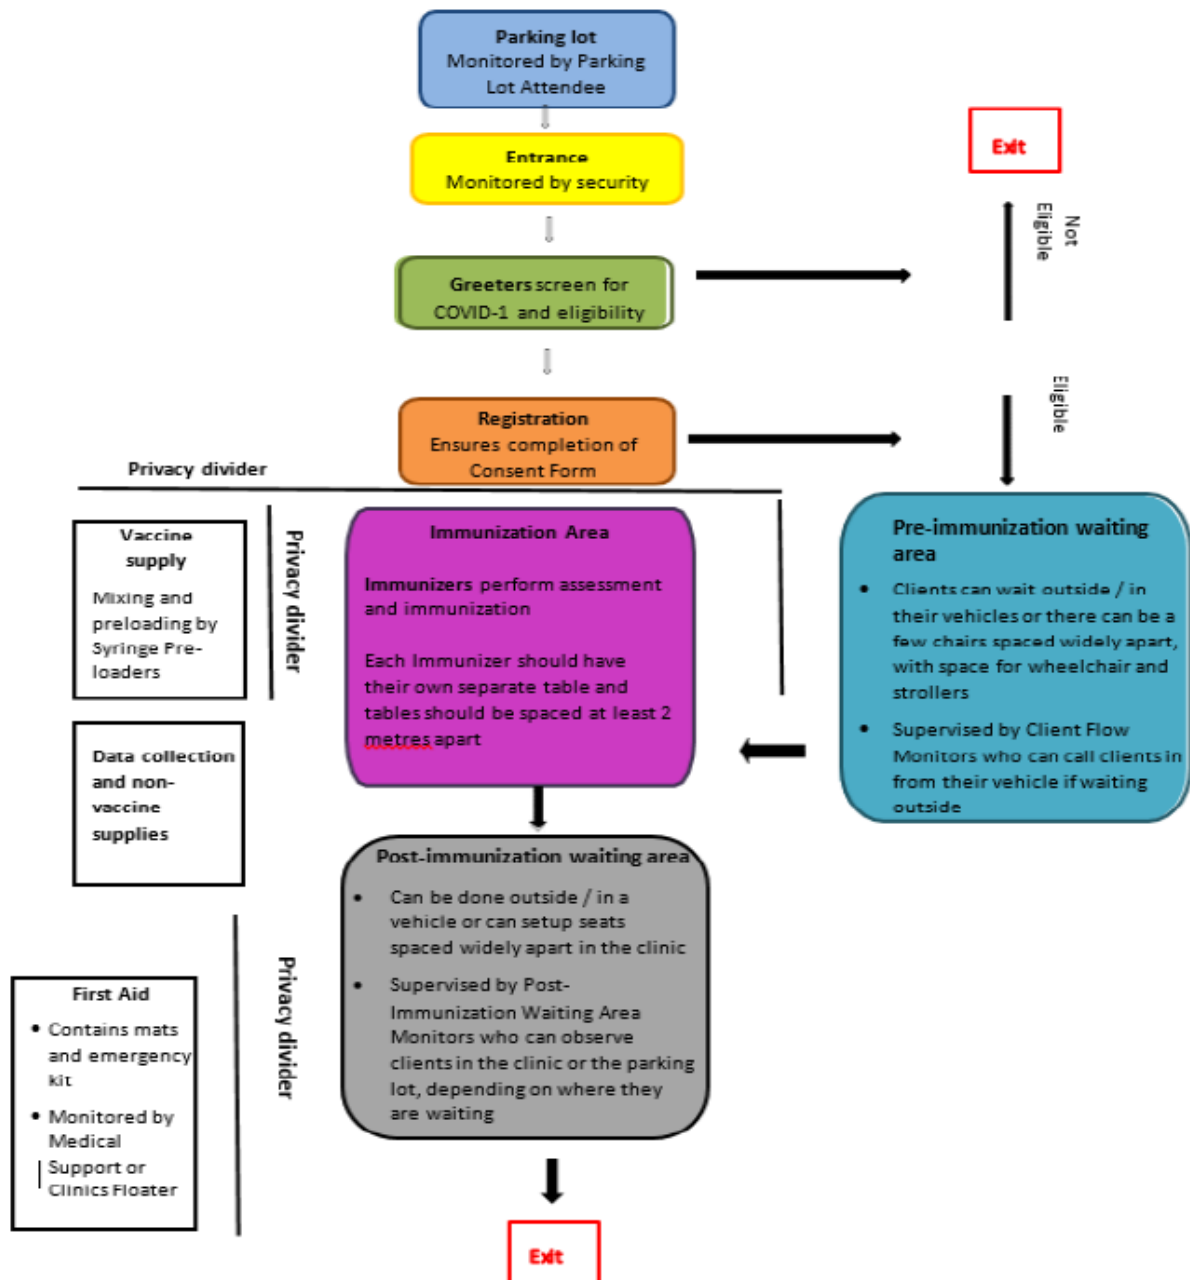 Parking lot
Monitored by Parking
Lot Attendee
Entrance
Monitored by security
Exit
Not
Eligible
Greeters screen for
COVID-1 and eligibility
Eligible
Registration
Ensures completion of
Consent Form
Privacy divider
Vaccine
supply
Mixing and
preloading by
Syringe Pre-
loaders
Privacy divider
Immunization Area
Immunizers perform assessment
and immunization
Each Immunizer should have
their own separate table and
tables should be spaced at least 2
metres apart
Pre-immunization waiting
area
• Clients can wait outside / in
their vehicles or there can be a
few chairs spaced widely apart,
with space for wheelchair and
strollers
• Supervised by Client Flow
Monitors who can call clients in
from their vehicle if waiting
outside
Data collection
and non-
vaccine
supplies
Post-immunization waiting area
• Can be done outside / in a
vehicle or can setup seats
spaced widely apart in the clinic
• Supervised by Post-
Immunization Waiting Area
Monitors who can observe
clients in the clinic or the parking
lot, depending on where they
are waiting
Privacy divider
First Aid
• Contains mats
and emergency
kit
• Monitored by
Medical
Support or
Clinics Floater
Exit